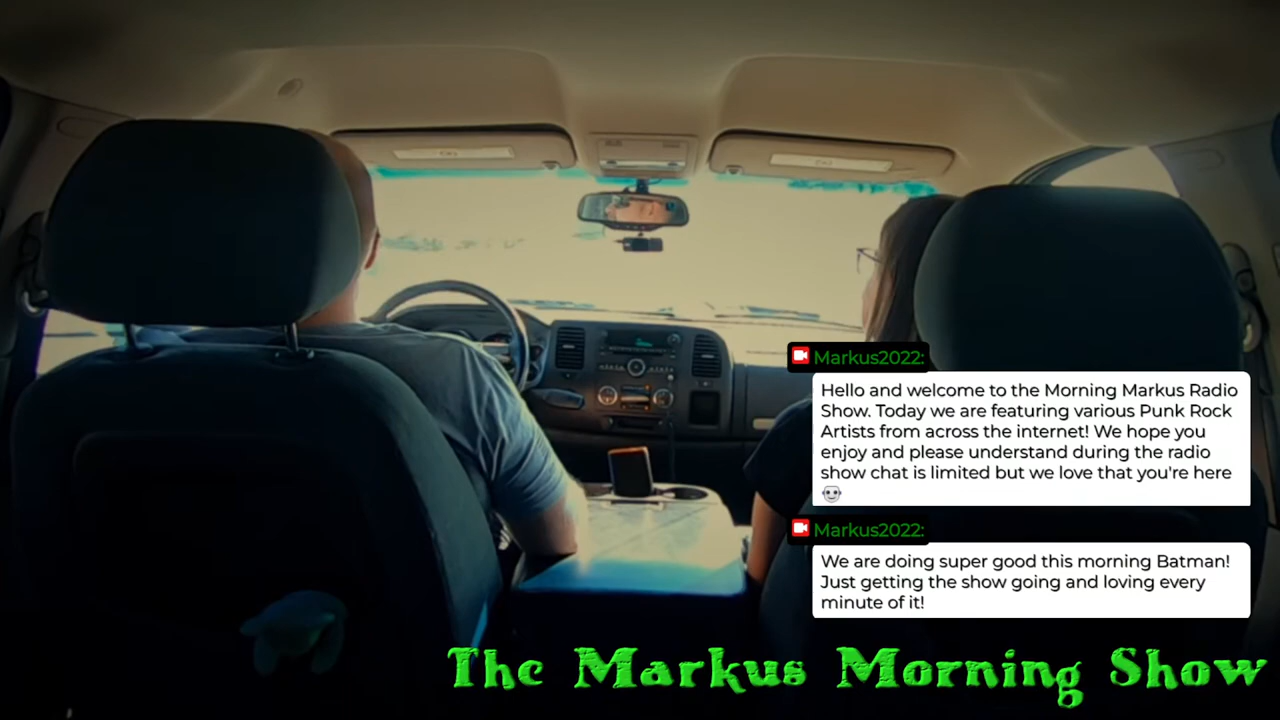 Markus2022:
Hello and welcome to the Morning Markus Radio
Show. Today we are featuring various Punk Rock
Artists from across the internet! We hope you
enjoy and please understand during the radio
show chat is limited but we love that you're here
Markus2022:
We are doing super good this morning Batman!
Just getting the show going and loving every
minute of it!
The Markus Morning Show